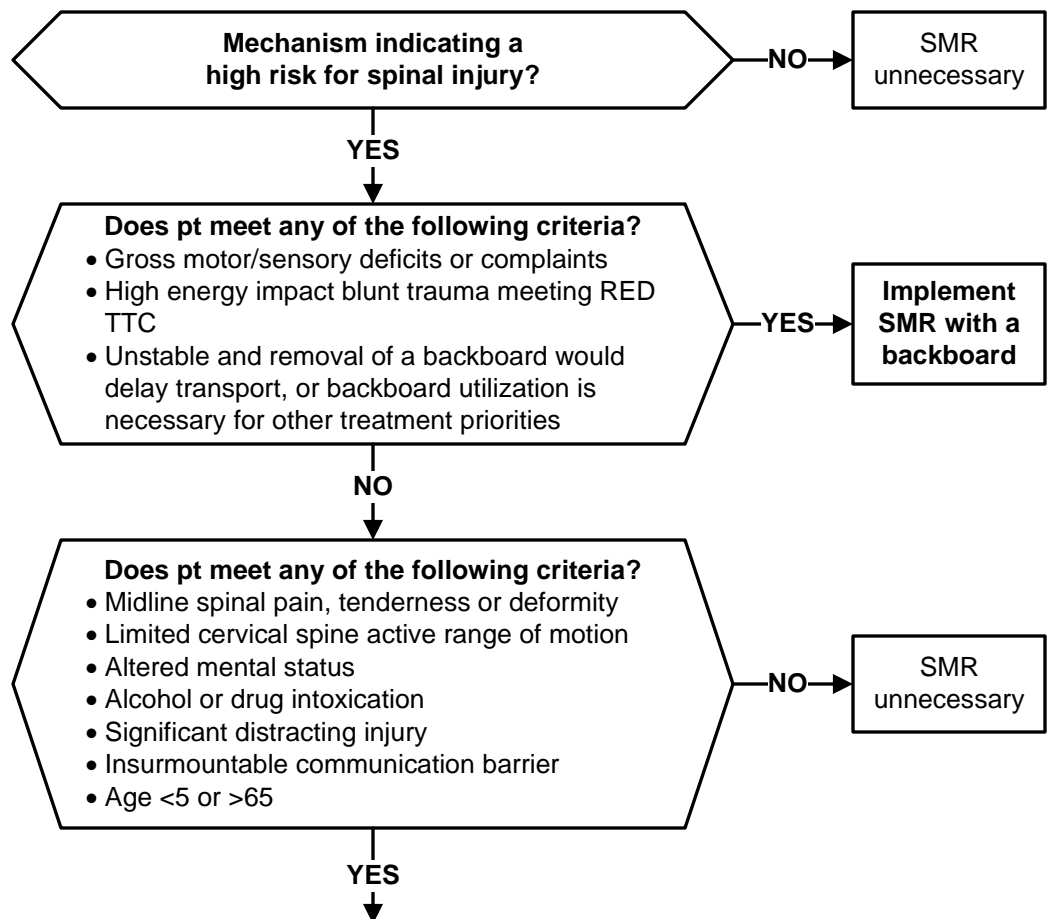 Mechanism indicating a
high risk for spinal injury?
NO
SMR
unnecessary
YES
Does pt meet any of the following criteria?
• Gross motor/sensory deficits or complaints
• High energy impact blunt trauma meeting RED
TTC
• Unstable and removal of a backboard would
delay transport, or backboard utilization is
necessary for other treatment priorities
YES
Implement
SMR with a
backboard
NO
Does pt meet any of the following criteria?
• Midline spinal pain, tenderness or deformity
• Limited cervical spine active range of motion
• Altered mental status
• Alcohol or drug intoxication
• Significant distracting injury
• Insurmountable communication barrier
• Age <5 or >65
NO
SMR
unnecessary
YES